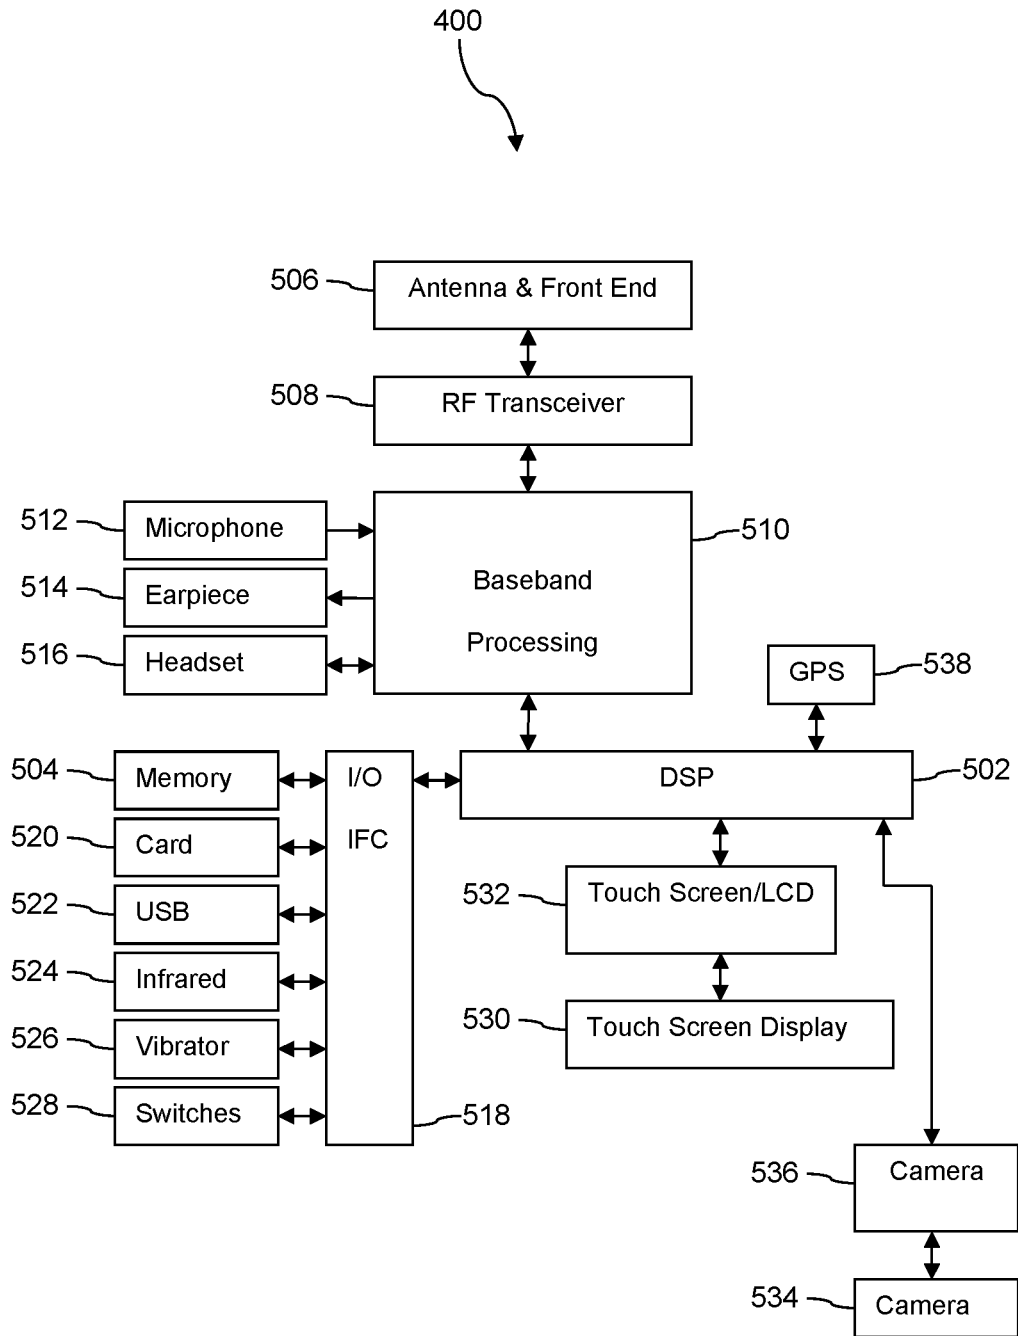 400
506
Antenna & Front End
508
RF Transceiver
512
Microphone
510
514
Earpiece
Baseband
Processing
516
Headset
GPS
538
504
Memory
I/O
IFC
DSP
502
520
Card
522
USB
532
Touch Screen/LCD
524
Infrared
530
Touch Screen Display
526
Vibrator
528
Switches
518
536
Camera
534
Camera